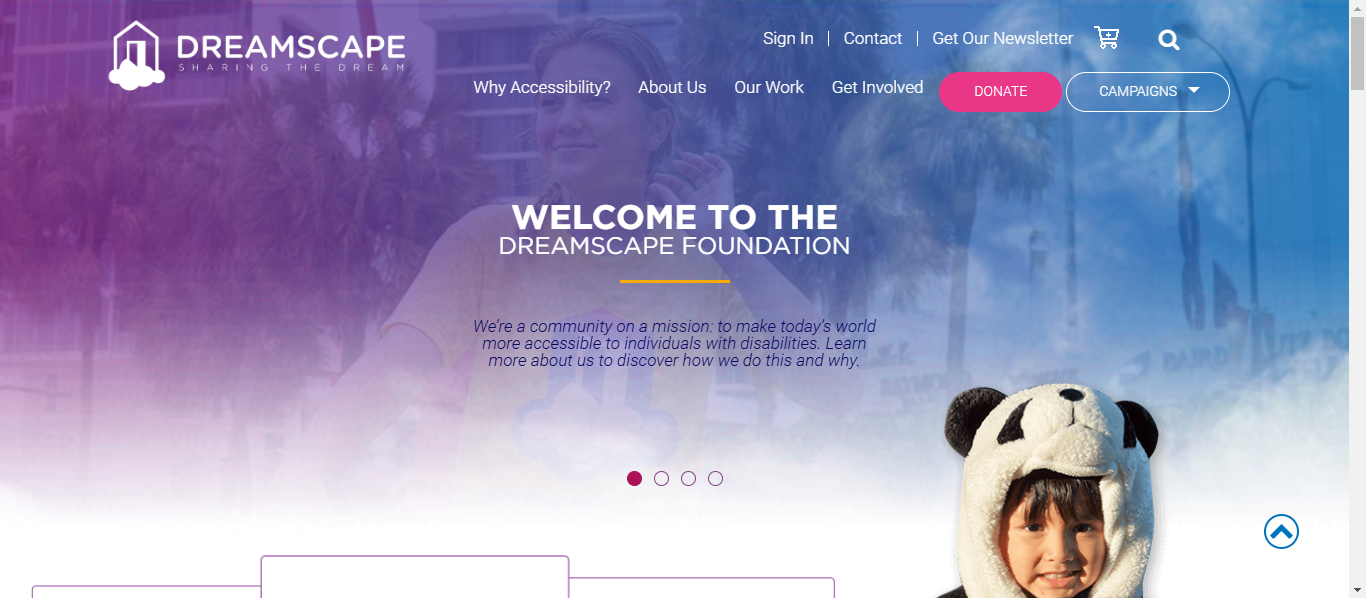 DREAMSCAPE
SHARING THE DREAM
Sign In
Contact
Get Our Newsletter
Why Accessibility?
About Us
Our Work
Get Involved
DONATE
CAMPAIGNS
WELCOME TO THE
DREAMSCAPE FOUNDATION
We're a community on a mission: to make today's world
more accessible to individuals with disabilities. Learn
more about us to discover how we do this and why.
BAIRD